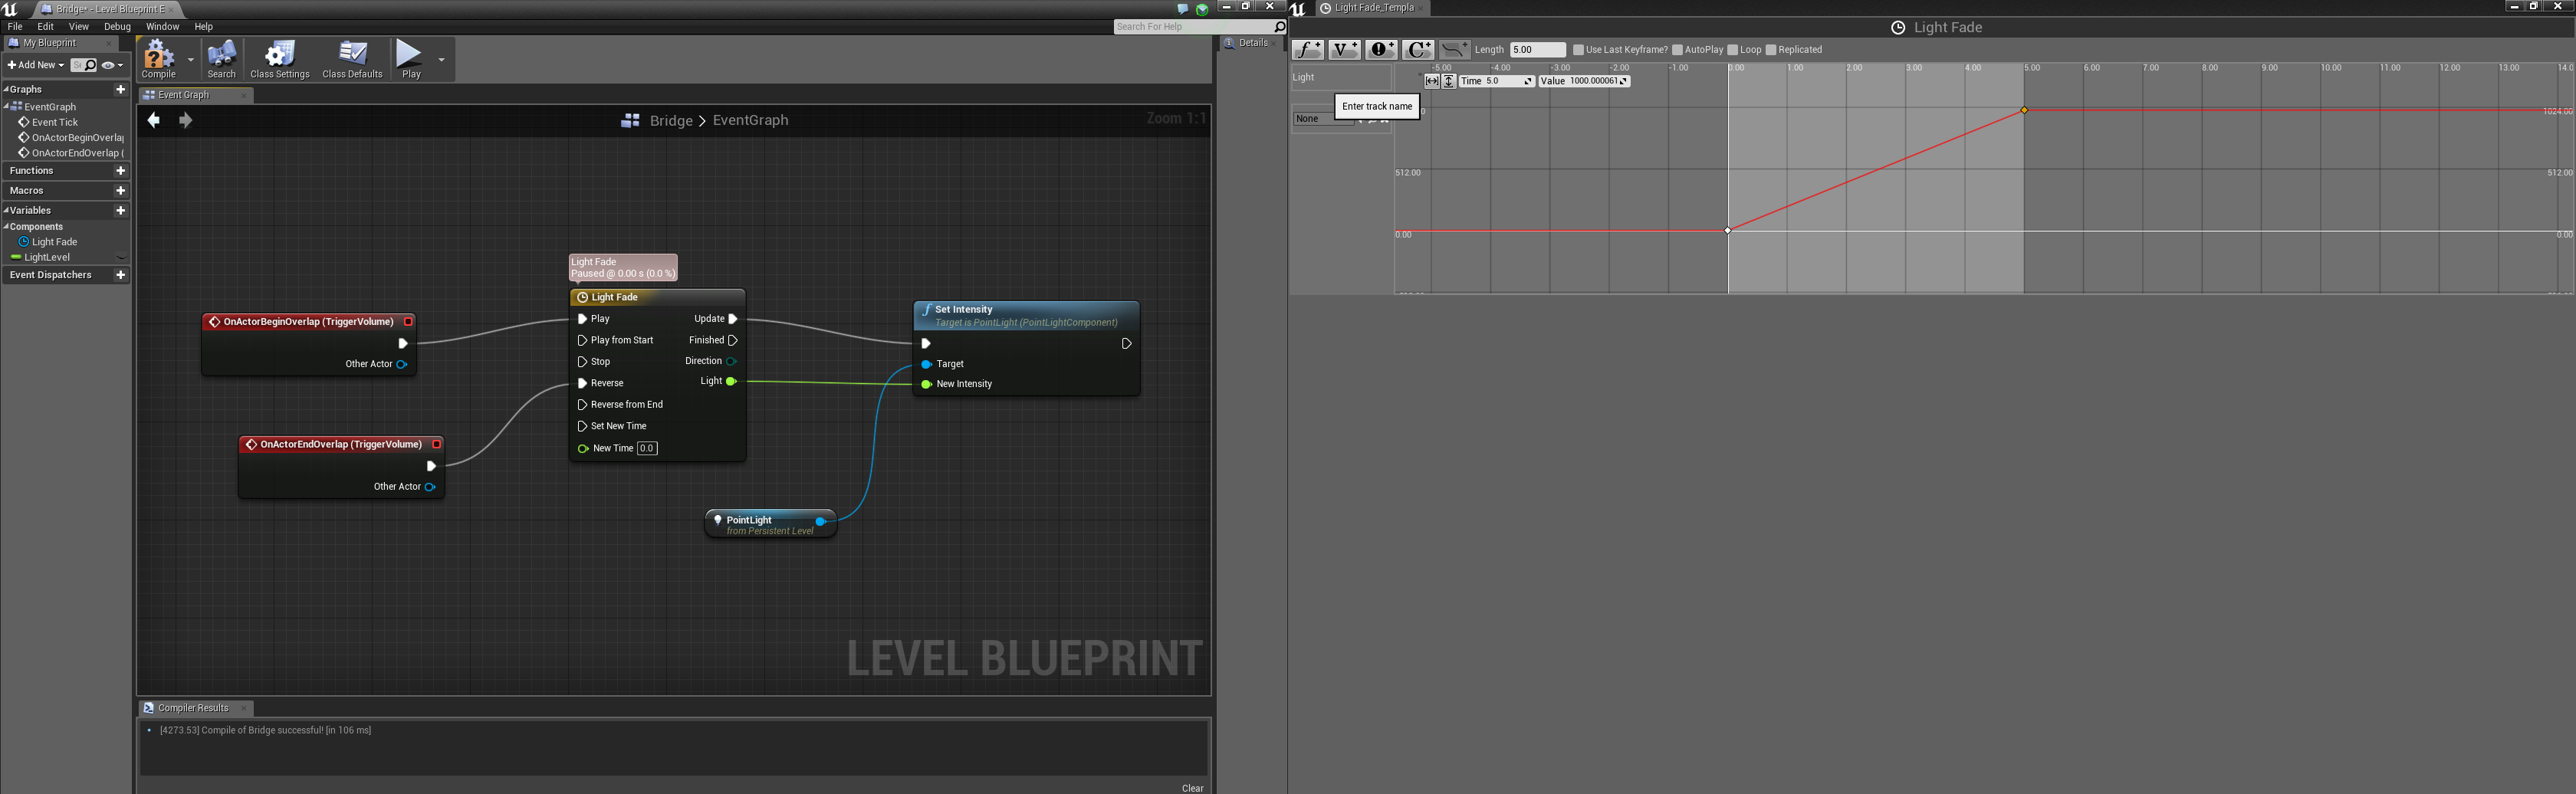 Bridge* - Level Blueprint E
File Edit View Debug Window Help
Search For Help
My Blueprint
Add New
Graphs
EventGraph
Event Tick
OnActorBeginOverlap
OnActorEndOverlap (
Functions
Macros
Variables
Components
Light Fade
LightLevel
Event Dispatchers
Compile Search Class Settings Class Defaults Play
Event Graph
Bridge > EventGraph
Zoom 1:1
Light Fade
Paused @ 0.00 s (0.0 %)
OnActorBeginOverlap (TriggerVolume)
Other Actor
OnActorEndOverlap (TriggerVolume)
Other Actor
Light Fade
Play Update
Play from Start Finished
Stop Direction
Reverse Light
Reverse from End
Set New Time
New Time 0.0
Set Intensity
Target is PointLight (PointLightComponent)
Target
New Intensity
PointLight
from Persistent Level
LEVEL BLUEPRINT
Compiler Results
[4273.53] Compile of Bridge successful! [in 106 ms]
Clear
Details
Light Fade_Templa
Light Fade
Length 5.00 Use Last Keyframe? AutoPlay Loop Replicated
Light
Enter track name
None
-5.00 -4.00 -3.00 -2.00 -1.00 0.00 1.00 2.00 3.00 4.00 5.00 6.00 7.00 8.00 9.00 10.00 11.00 12.00 13.00 14.0
Time 5.0 Value 1000.000061
1024.00
512.00 512.00
0.00 0.00